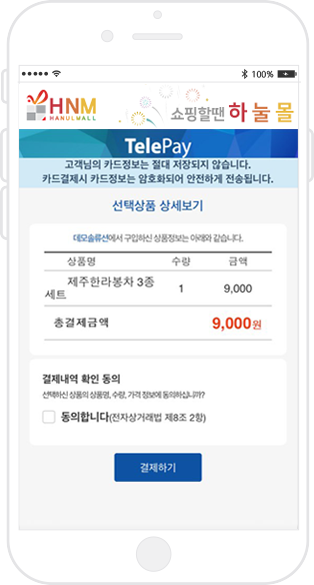 100%
HNM
HANULMALL
쇼핑할땐 하눌몰
TelePay
고객님의 카드정보는 절대 저장되지 않습니다.
카드결제시 카드정보는 암호화되어 안전하게 전송됩니다.
선택상품 상세보기
데모솔류션에서 구입하신 상품정보는 아래와 같습니다.
상품명 수량 금액
제주한라봉차 3종 세트 1 9,000
총결제금액 9,000원
결제내역 확인 동의
선택하신 상품의 상품명, 수량, 가격 정보에 동의하십니까?
동의합니다(전자상거래법 제8조 2항)
결제하기